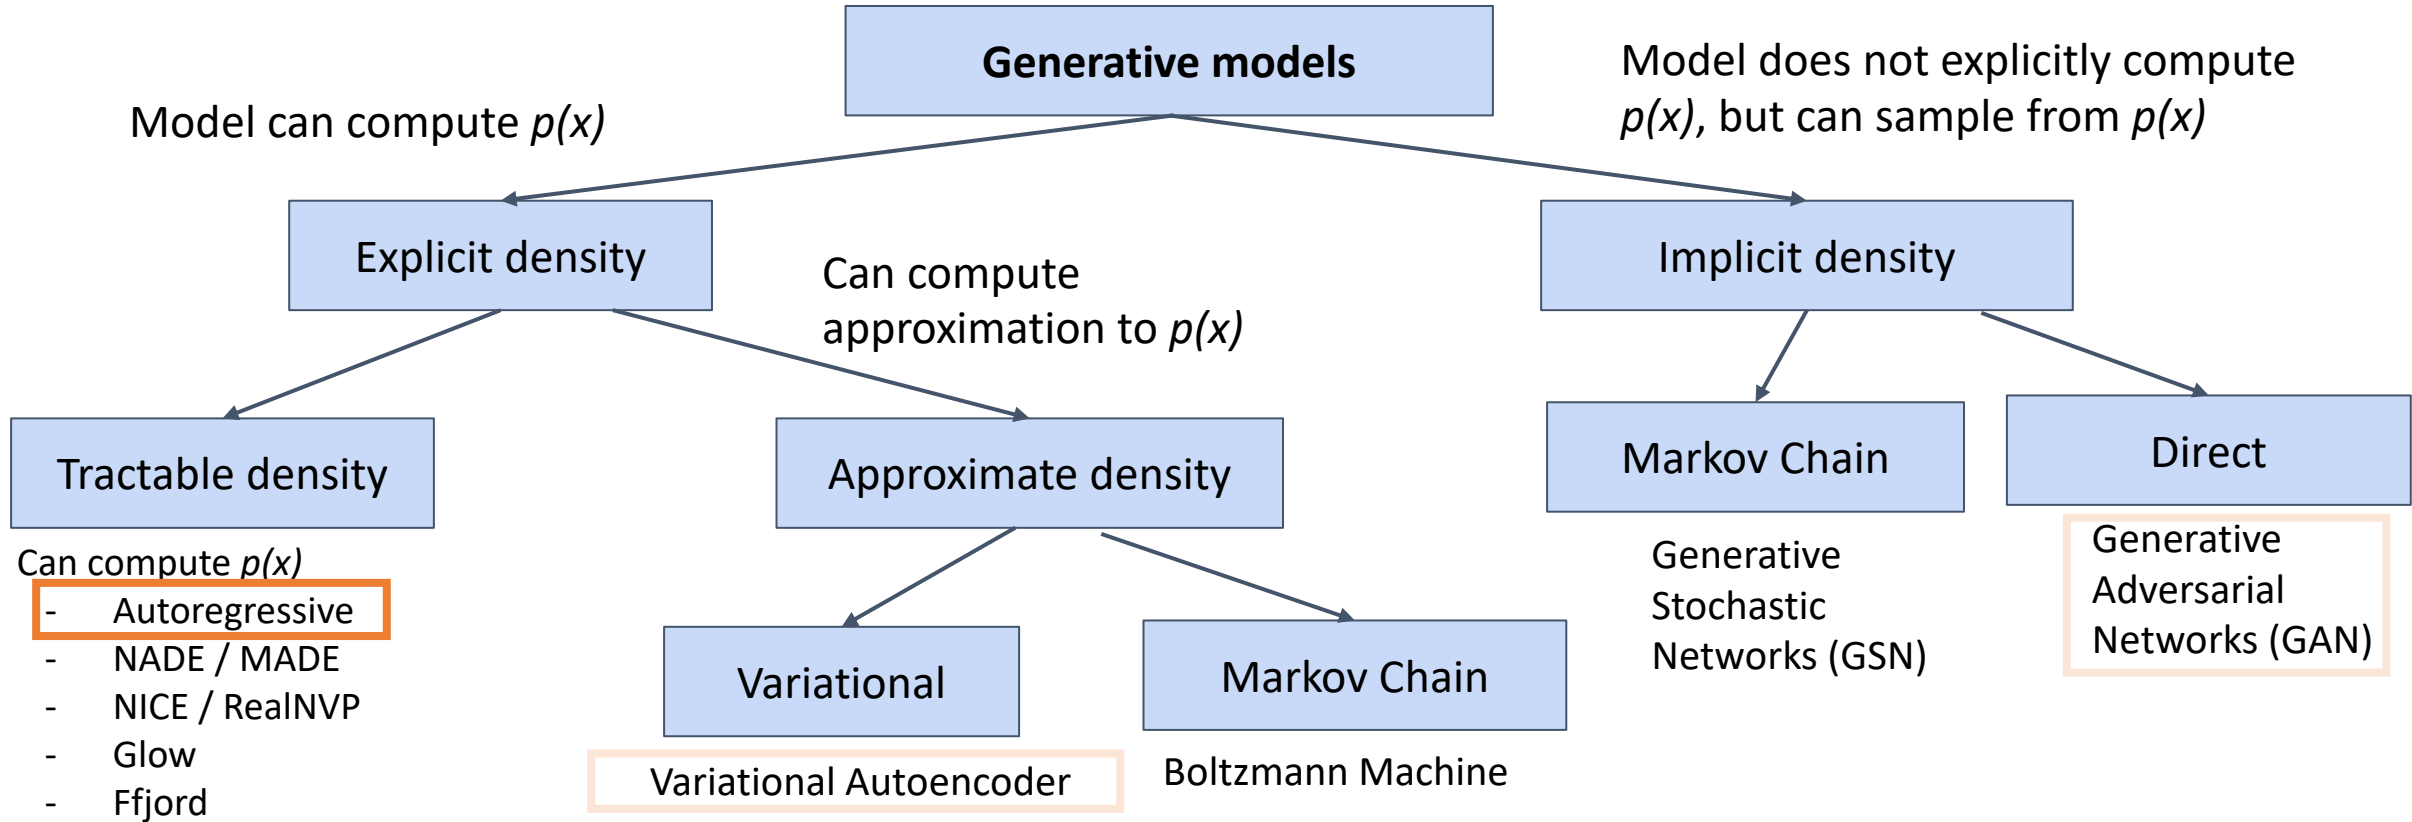 Generative models
Model can compute p(x)
Model does not explicitly compute
p(x), but can sample from p(x)
Explicit density
Implicit density
Can compute
approximation to p(x)
Tractable density
Approximate density
Markov Chain
Direct
Can compute p(x)
- Autoregressive
- NADE / MADE
- NICE / RealNVP
- Glow
- Ffjord
Variational
Variational Autoencoder
Markov Chain
Boltzmann Machine
Generative
Stochastic
Networks (GSN)
Generative
Adversarial
Networks (GAN)